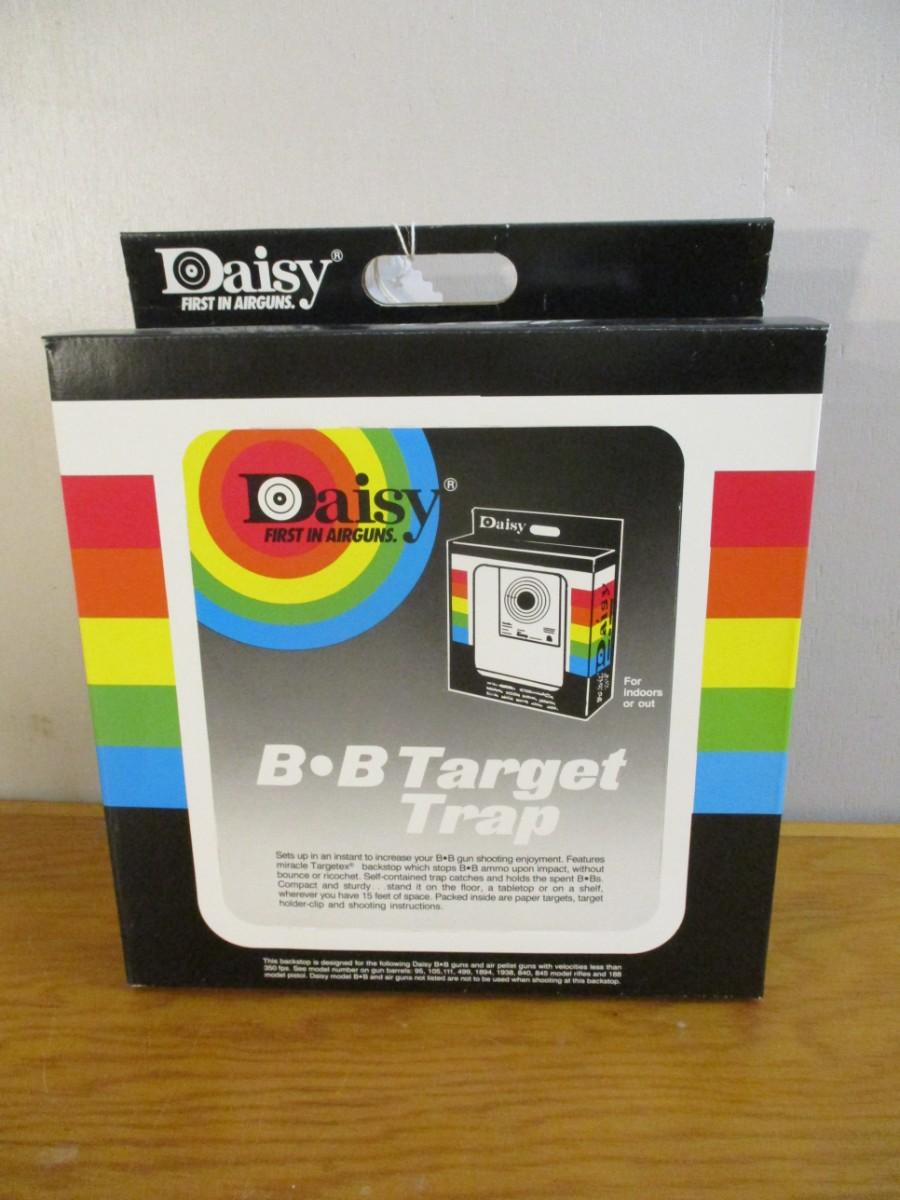 Daisy®
FIRST IN AIRGUNS.
Daisy®
FIRST IN AIRGUNS.
Daisy
Daisy
For
indoors
or out
B•B Target
Trap
Sets up in an instant to increase your B•B gun shooting enjoyment. Features
miracle Targetex® backstop which stops B•B ammo upon impact, without
bounce or ricochet. Self-contained trap catches and holds the spent B•Bs.
Compact and sturdy . . . stand it on the floor, a tabletop or on a shelf,
wherever you have 15 feet of space. Packed inside are paper targets, target
holder-clip and shooting instructions.
This backstop is designed for the following Daisy B•B guns and air pellet guns with velocities less than
350 fps. See model number on gun barrels: 95, 105, 111, 499, 1894, 1938, 840, 845 model rifles and 188
model pistol. Daisy model B•B and air guns not listed are not to be used when shooting at this backstop.